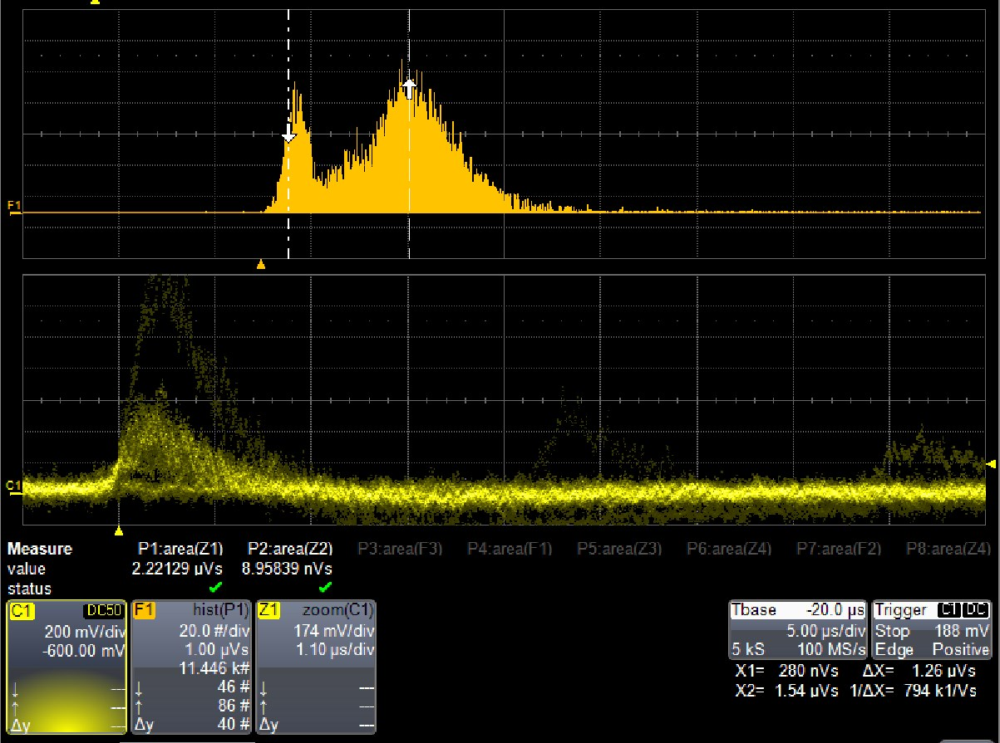 F1
C1
Measure P1:area(Z1) P2:area(Z2) P3:area(F3) P4:area(F1) P5:area(Z3) P6:area(Z4) P7:area(F2) P8:area(Z4)
value 2.22129 µVs 8.95839 nVs
status ✓ ✓
C1 DC50 F1 hist(P1) Z1 zoom(C1) Tbase -20.0 µs Trigger C1 DC
200 mV/div 20.0 #/div 174 mV/div 5.00 µs/div Stop 188 mV
-600.00 mV 1.00 µVs 1.10 µs/div 5 kS 100 MS/s Edge Positive
11.446 k# X1= 280 nVs ΔX= 1.26 µVs
↓ --- ↓ 46 # ↓ --- X2= 1.54 µVs 1/ΔX= 794 k1/Vs
↑ --- ↑ 86 # ↑ ---
Δy --- Δy 40 # Δy ---